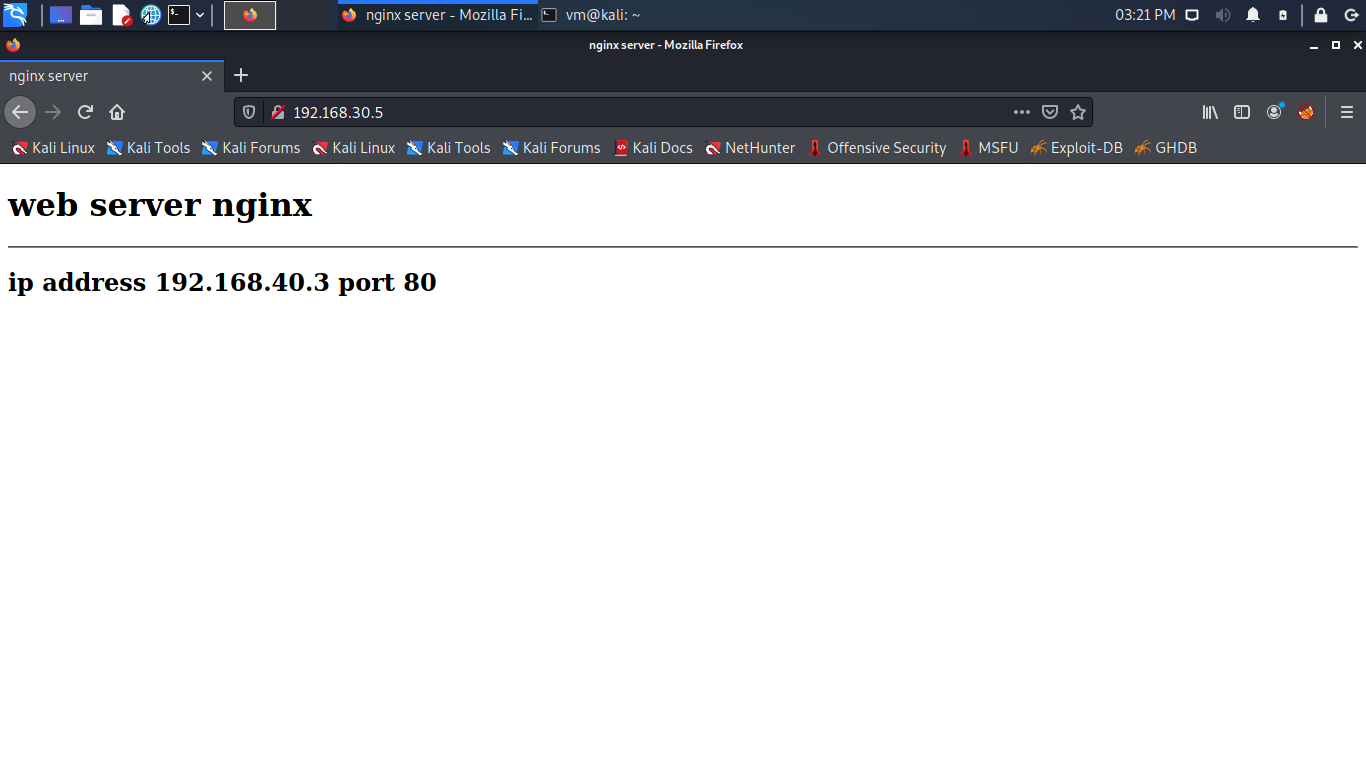 nginx server - Mozilla Fi...
vm@kali: ~
03:21 PM
nginx server - Mozilla Firefox
nginx server
192.168.30.5
Kali Linux Kali Tools Kali Forums Kali Linux Kali Tools Kali Forums Kali Docs NetHunter Offensive Security MSFU Exploit-DB GHDB
web server nginx
ip address 192.168.40.3 port 80